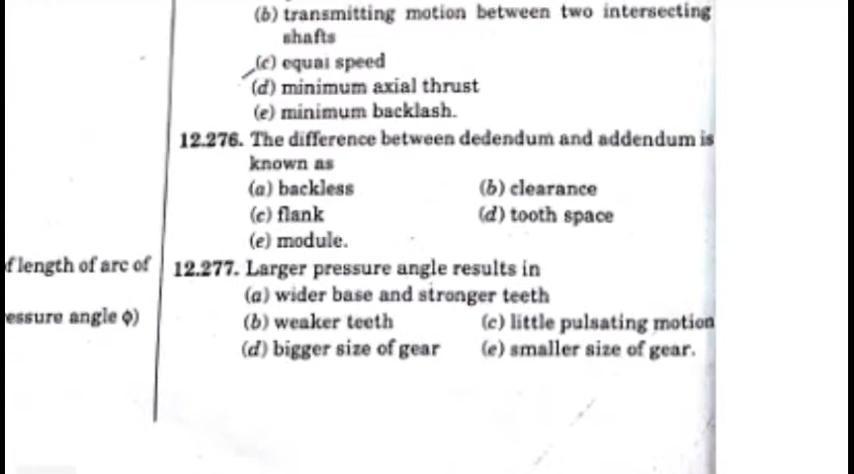 (b) transmitting motion between two intersecting
shafts
(c) equal speed
(d) minimum axial thrust
(e) minimum backlash.
12.276. The difference between dedendum and addendum is
known as
(a) backless (b) clearance
(c) flank (d) tooth space
(e) module.
f length of arc of
essure angle φ)
12.277. Larger pressure angle results in
(a) wider base and stronger teeth
(b) weaker teeth (c) little pulsating motion
(d) bigger size of gear (e) smaller size of gear.